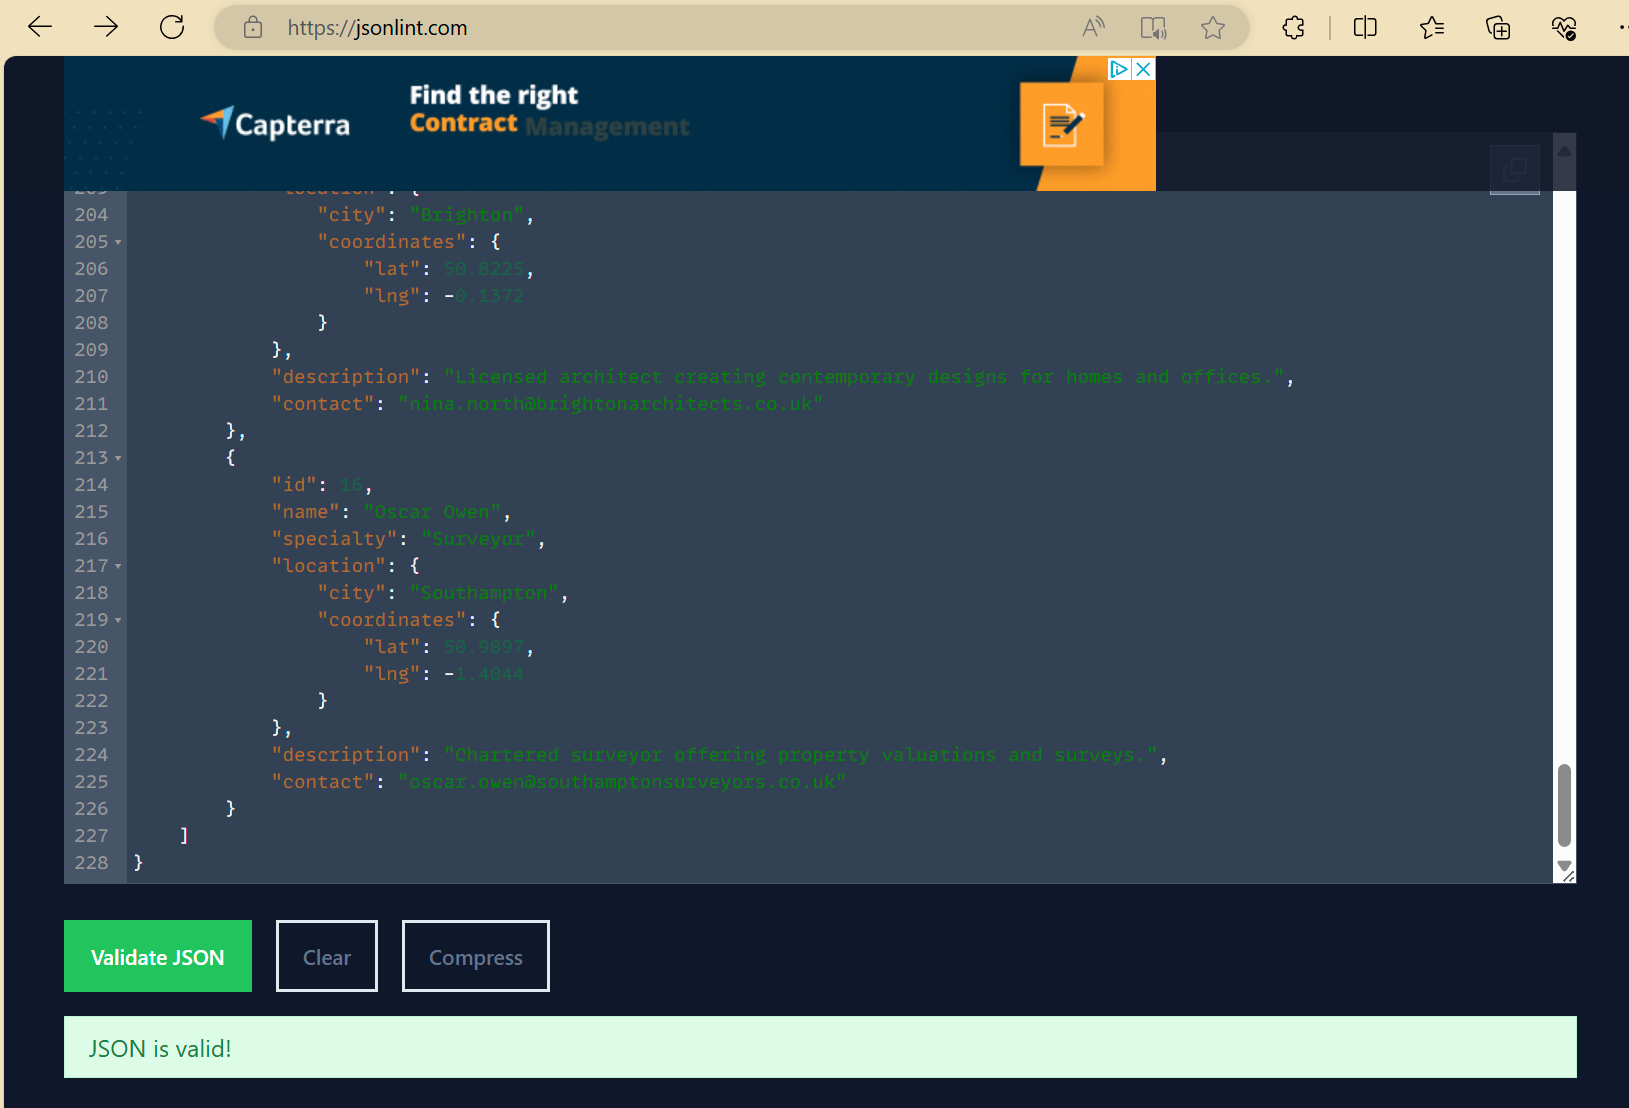 https://jsonlint.com
Capterra
Find the right
Contract Management
"location": {
204 "city": "Brighton",
205 "coordinates": {
206 "lat": 50.8225,
207 "lng": -0.1372
208 }
209 },
210 "description": "Licensed architect creating contemporary designs for homes and offices.",
211 "contact": "nina.north@brightonarchitects.co.uk"
212 },
213 {
214 "id": 16,
215 "name": "Oscar Owen",
216 "specialty": "Surveyor",
217 "location": {
218 "city": "Southampton",
219 "coordinates": {
220 "lat": 50.9097,
221 "lng": -1.4044
222 }
223 },
224 "description": "Chartered surveyor offering property valuations and surveys.",
225 "contact": "oscar.owen@southamptonsurveyors.co.uk"
226 }
227 ]
228 }
Validate JSON
Clear
Compress
JSON is valid!